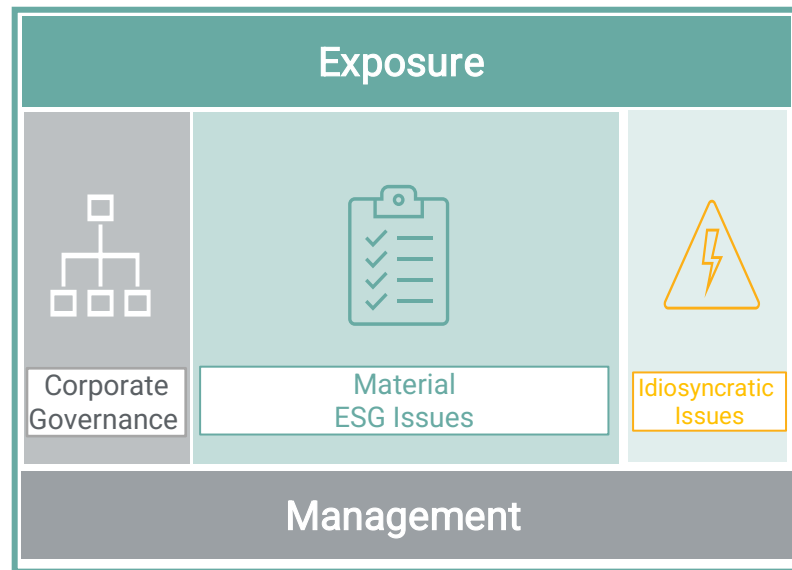 Exposure
Corporate
Governance
Material
ESG Issues
Idiosyncratic
Issues
Management